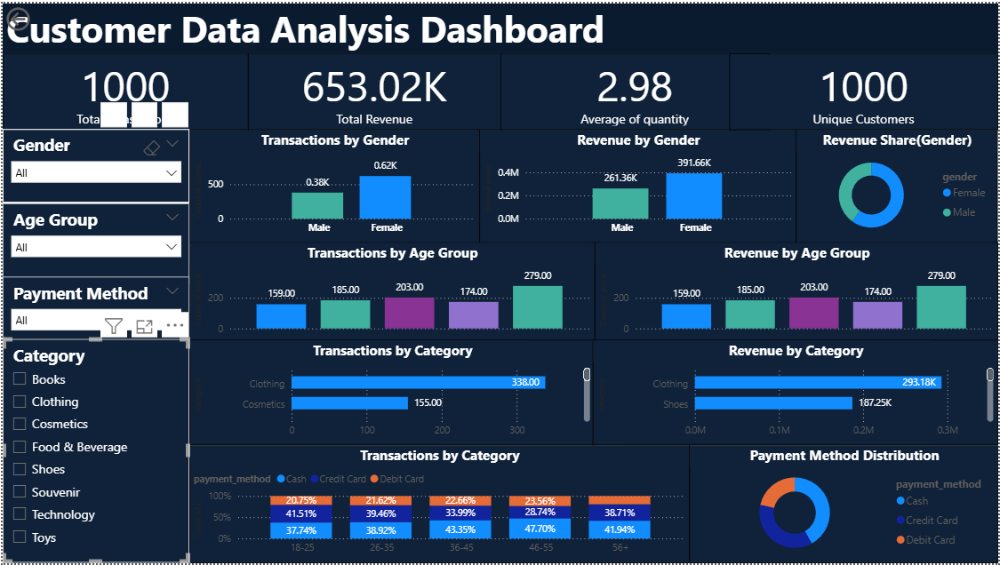 Customer Data Analysis Dashboard
1000
653.02K
Total Revenue
2.98
Average of quantity
1000
Unique Customers
Gender
All
Age Group
All
Payment Method
All
Category
Books
Clothing
Cosmetics
Food & Beverage
Shoes
Souvenir
Technology
Toys
Transactions by Gender
500
0
0.38K
0.62K
Male
Female
Revenue by Gender
0.4M
0.2M
0.0M
261.36K
391.66K
Male
Female
Revenue Share(Gender)
gender
Female
Male
Transactions by Age Group
200
0
159.00
185.00
203.00
174.00
279.00
Revenue by Age Group
200
0
159.00
185.00
203.00
174.00
279.00
Transactions by Category
Clothing
338.00
Cosmetics
155.00
0 100 200 300
Revenue by Category
Clothing
293.18K
Shoes
187.25K
0.0M 0.1M 0.2M 0.3M
Transactions by Category
payment_method Cash Credit Card Debit Card
100%
50%
0%
20.75% 21.62% 22.66% 23.56%
41.51% 39.46% 33.99% 28.74% 38.71%
37.74% 38.92% 43.35% 47.70% 41.94%
18-25 26-35 36-45 46-55 56+
Payment Method Distribution
payment_method
Cash
Credit Card
Debit Card